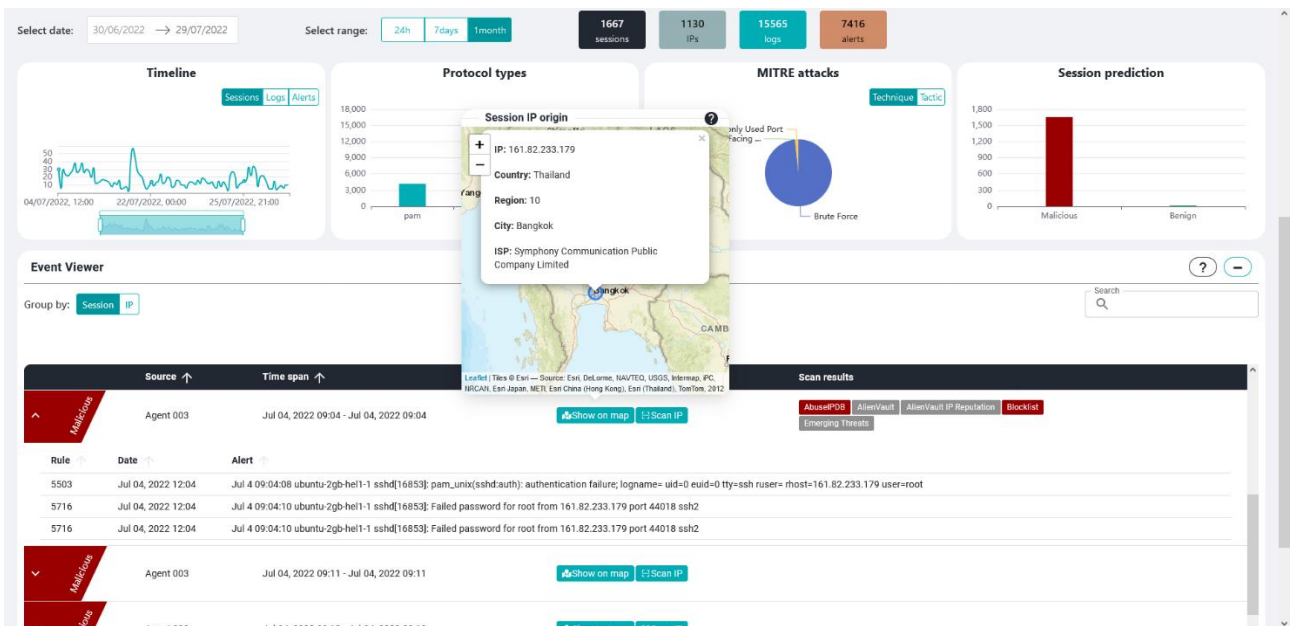 Select date: 30/06/2022 → 29/07/2022 Select range: 24h 7days 1month
1667 sessions
1130 IPs
15565 logs
7416 alerts
Timeline
Sessions Logs Alerts
50
40
30
20
10
04/07/2022, 12:00 22/07/2022, 00:00 25/07/2022, 21:00
Protocol types
18,000
15,000
12,000
9,000
6,000
3,000
0
pam
MITRE attacks
Technique Tactic
only Used Port
Facing ...
Brute Force
Session prediction
1,800
1,500
1,200
900
600
300
0
Malicious Benign
Session IP origin ?
+
−
IP: 161.82.233.179 ×
Country: Thailand
Region: 10
City: Bangkok
ISP: Symphony Communication Public
Company Limited
Yang
Bangkok
CAMB
Leaflet | Tiles © Esri — Source: Esri, DeLorme, NAVTEQ, USGS, Intermap, iPC,
NRCAN, Esri Japan, METI, Esri China (Hong Kong), Esri (Thailand), TomTom, 2012
Event Viewer ? −
Group by: Session IP
Search
Source ↑ Time span ↑ Scan results
Malicious Agent 003 Jul 04, 2022 09:04 - Jul 04, 2022 09:04 Show on map Scan IP AbuseIPDB AlienVault AlienVault IP Reputation Blocklist
Emerging Threats
Rule ↑ Date ↑ Alert ↑
5503 Jul 04, 2022 12:04 Jul 4 09:04:08 ubuntu-2gb-hel1-1 sshd[16853]: pam_unix(sshd:auth): authentication failure; logname= uid=0 euid=0 tty=ssh ruser= rhost=161.82.233.179 user=root
5716 Jul 04, 2022 12:04 Jul 4 09:04:10 ubuntu-2gb-hel1-1 sshd[16853]: Failed password for root from 161.82.233.179 port 44018 ssh2
5716 Jul 04, 2022 12:04 Jul 4 09:04:10 ubuntu-2gb-hel1-1 sshd[16853]: Failed password for root from 161.82.233.179 port 44018 ssh2
Malicious Agent 003 Jul 04, 2022 09:11 - Jul 04, 2022 09:11 Show on map Scan IP